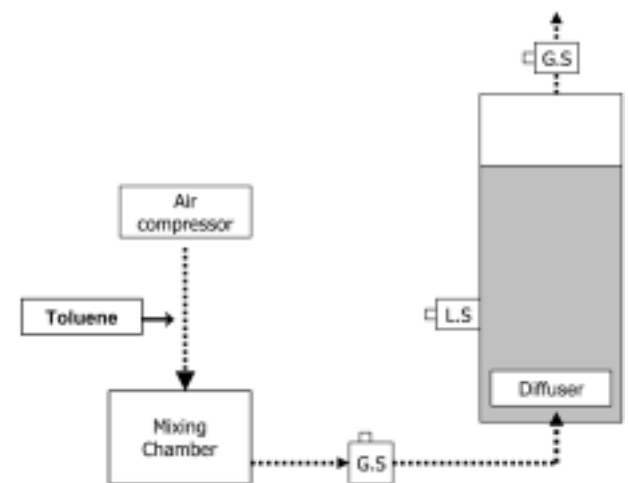 G.S
Air
compressor
Toluene
L.S
Diffuser
Mixing
Chamber
G.S